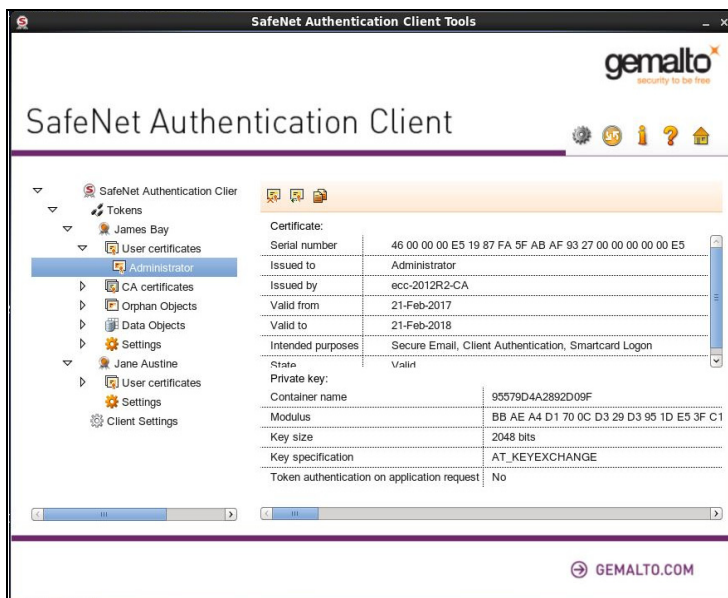 SafeNet Authentication Client Tools
gemalto
security to be free
SafeNet Authentication Client
SafeNet Authentication Clier
Tokens
James Bay
User certificates
Administrator
CA certificates
Orphan Objects
Data Objects
Settings
Jane Austine
User certificates
Settings
Client Settings
Certificate:
Serial number 46 00 00 00 E5 19 87 FA 5F AB AF 93 27 00 00 00 00 00 E5
Issued to Administrator
Issued by ecc-2012R2-CA
Valid from 21-Feb-2017
Valid to 21-Feb-2018
Intended purposes Secure Email, Client Authentication, Smartcard Logon
State Valid
Private key:
Container name 95579D4A2892D09F
Modulus BB AE A4 D1 70 0C D3 29 D3 95 1D E5 3F C1
Key size 2048 bits
Key specification AT_KEYEXCHANGE
Token authentication on application request No
GEMALTO.COM